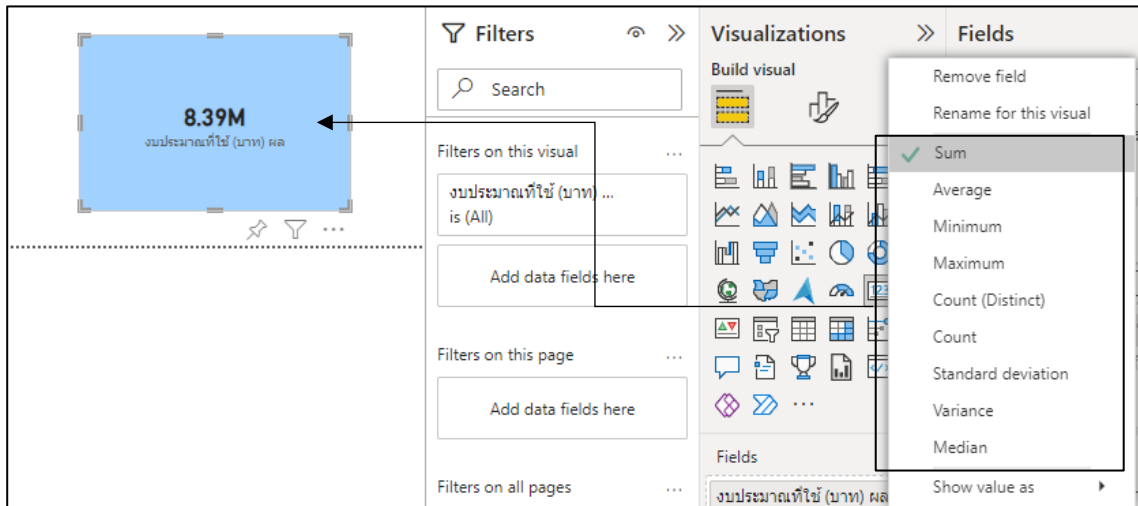 8.39M
งบประมาณที่ใช้ (บาท) ผล
Filters
Search
Filters on this visual
...
งบประมาณที่ใช้ (บาท) ...
is (All)
Add data fields here
Filters on this page
...
Add data fields here
Filters on all pages
...
Visualizations
Build visual
123
Fields
งบประมาณที่ใช้ (บาท) ผล
Fields
Remove field
Rename for this visual
Sum
Average
Minimum
Maximum
Count (Distinct)
Count
Standard deviation
Variance
Median
Show value as